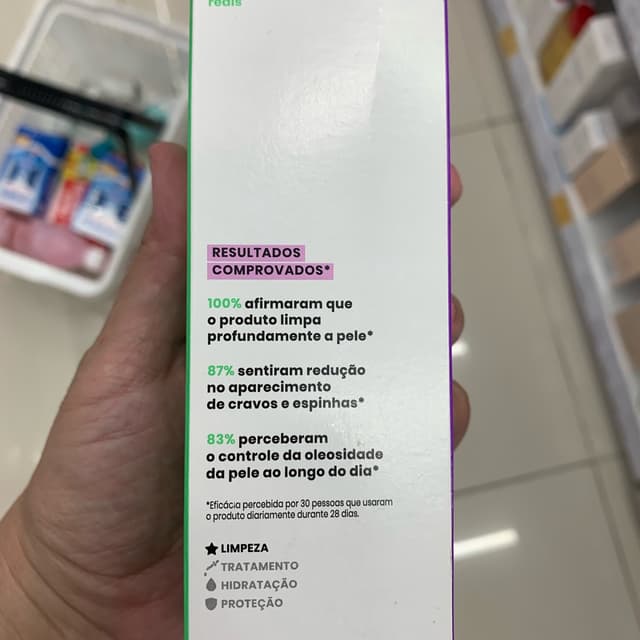 reais
RESULTADOS
COMPROVADOS*
100% afirmaram que
o produto limpa
profundamente a pele*
87% sentiram redução
no aparecimento
de cravos e espinhas*
83% perceberam
o controle da oleosidade
da pele ao longo do dia*
*Eficácia percebida por 30 pessoas que usaram
o produto diariamente durante 28 dias.
LIMPEZA
TRATAMENTO
HIDRATAÇÃO
PROTEÇÃO